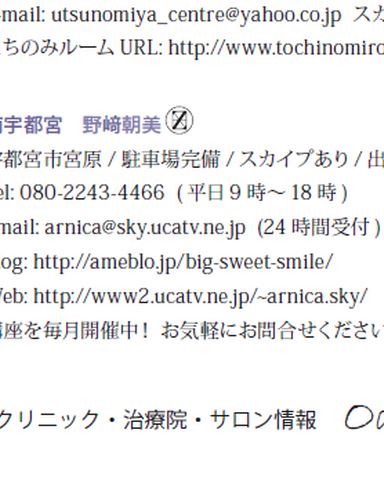 mail: utsunomiya_centre@yahoo.co.jp スカ
ちのみルーム URL: http://www.tochinomiro
宇都宮 野﨑朝美 Ⓩ
宇都宮市宮原 / 駐車場完備 / スカイプあり / 出
el: 080-2243-4466 ( 平日 9 時〜 18 時 )
mail: arnica@sky.ucatv.ne.jp (24 時間受付 )
log: http://ameblo.jp/big-sweet-smile/
Web: http://www2.ucatv.ne.jp/~arnica.sky/
講座を毎月開催中! お気軽にお問合せください
クリニック・治療院・サロン情報